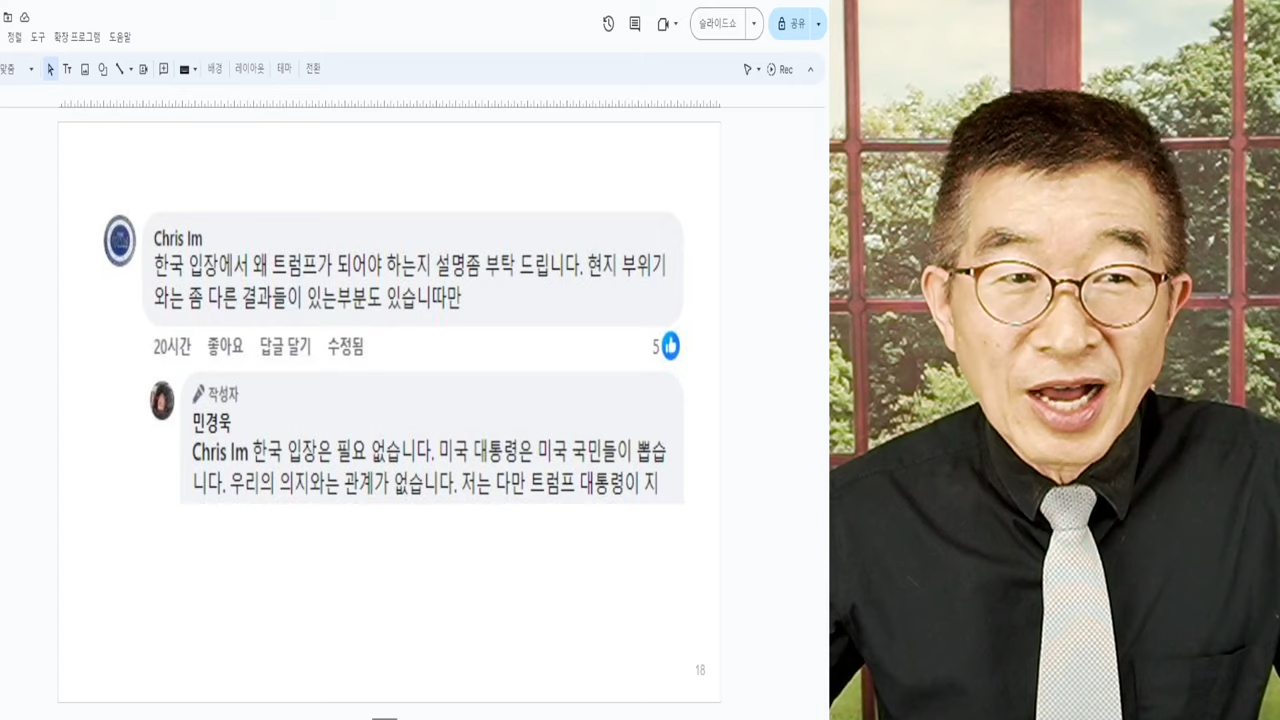 정렬 도구 확장 프로그램 도움말
슬라이드쇼
공유
맞춤
배경 레이아웃 테마 전환
Rec
Chris Im
한국 입장에서 왜 트럼프가 되어야 하는지 설명좀 부탁 드립니다. 현지 부위기
와는 좀 다른 결과들이 있는부분도 있습니따만
20시간 좋아요 답글 달기 수정됨
5
작성자
민경욱
Chris Im 한국 입장은 필요 없습니다. 미국 대통령은 미국 국민들이 뽑습
니다. 우리의 의지와는 관계가 없습니다. 저는 다만 트럼프 대통령이 지
18